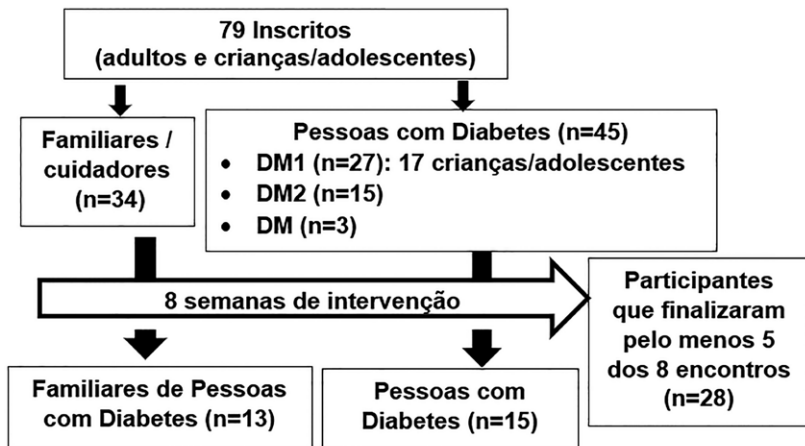 79 Inscritos
(adultos e crianças/adolescentes)
Familiares /
cuidadores
(n=34)
Pessoas com Diabetes (n=45)
• DM1 (n=27): 17 crianças/adolescentes
• DM2 (n=15)
• DM (n=3)
8 semanas de intervenção
Participantes
que finalizaram
pelo menos 5
dos 8 encontros
(n=28)
Familiares de Pessoas
com Diabetes (n=13)
Pessoas com
Diabetes (n=15)